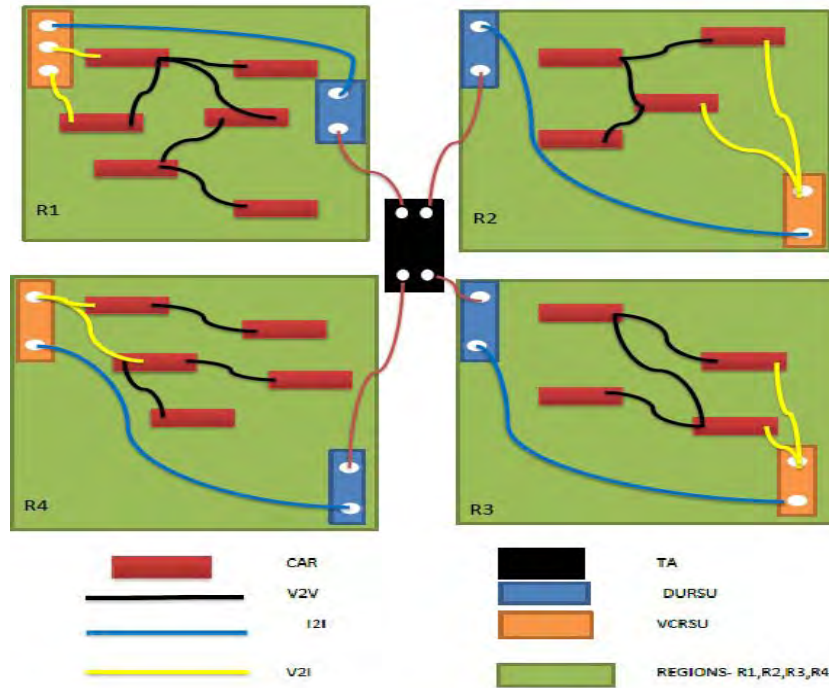 R1
R2
R4
R3
CAR
TA
V2V
DURSU
I2I
VCRSU
V2I
REGIONS- R1,R2,R3,R4